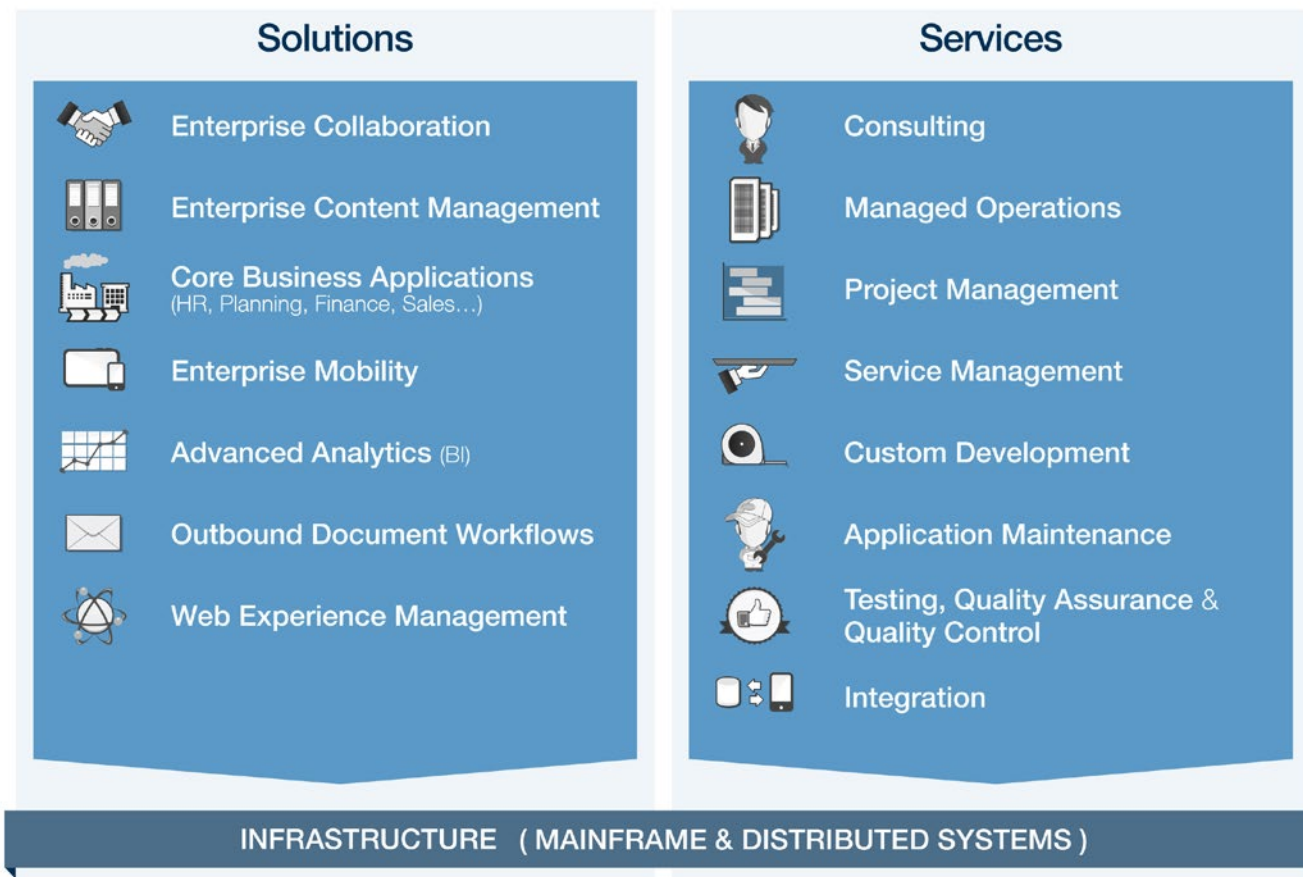 Solutions
Enterprise Collaboration
Enterprise Content Management
Core Business Applications
(HR, Planning, Finance, Sales...)
Enterprise Mobility
Advanced Analytics (BI)
Outbound Document Workflows
Web Experience Management
Services
Consulting
Managed Operations
Project Management
Service Management
Custom Development
Application Maintenance
Testing, Quality Assurance &
Quality Control
Integration
INFRASTRUCTURE ( MAINFRAME & DISTRIBUTED SYSTEMS )